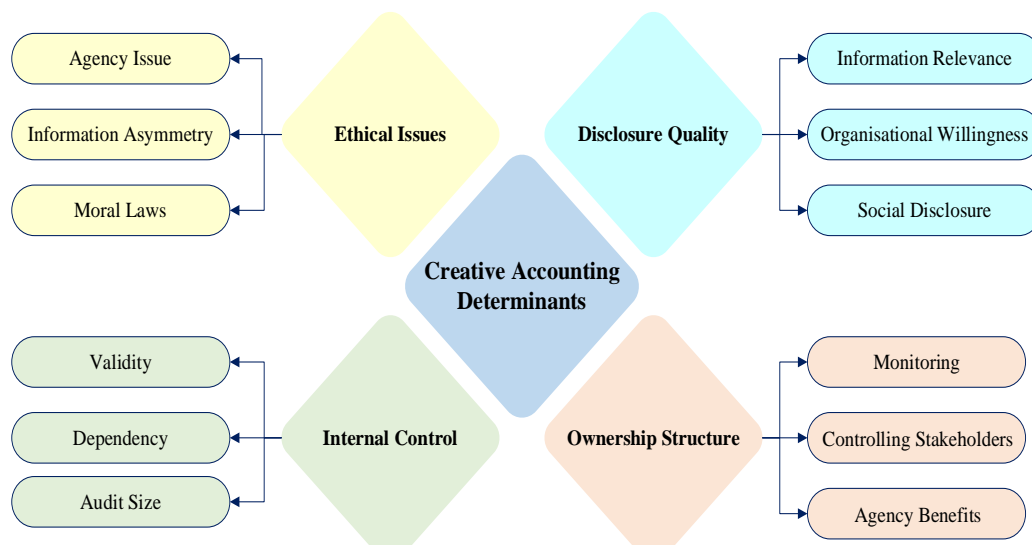 Agency Issue
Information Asymmetry
Moral Laws
Ethical Issues
Disclosure Quality
Information Relevance
Organisational Willingness
Social Disclosure
Creative Accounting
Determinants
Validity
Dependency
Audit Size
Internal Control
Ownership Structure
Monitoring
Controlling Stakeholders
Agency Benefits